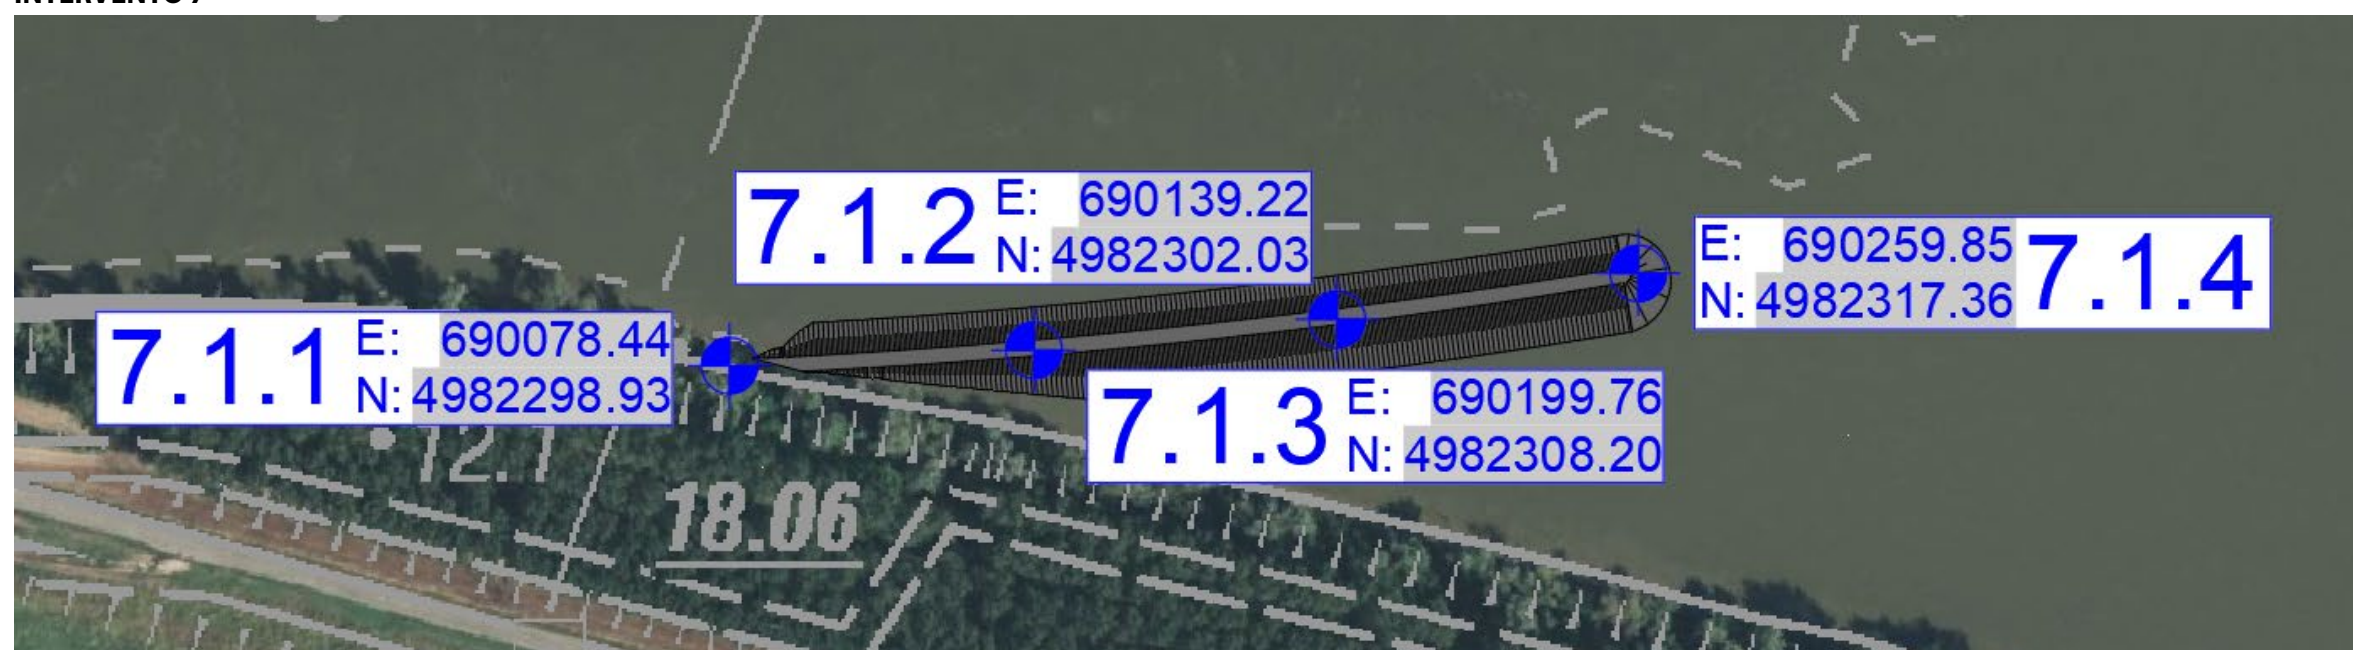 7.1.2 E: 690139.22
N: 4982302.03
E: 690259.85 7.1.4
N: 4982317.36
7.1.1 E: 690078.44
N: 4982298.93
7.1.3 E: 690199.76
N: 4982308.20
12.1
18.06